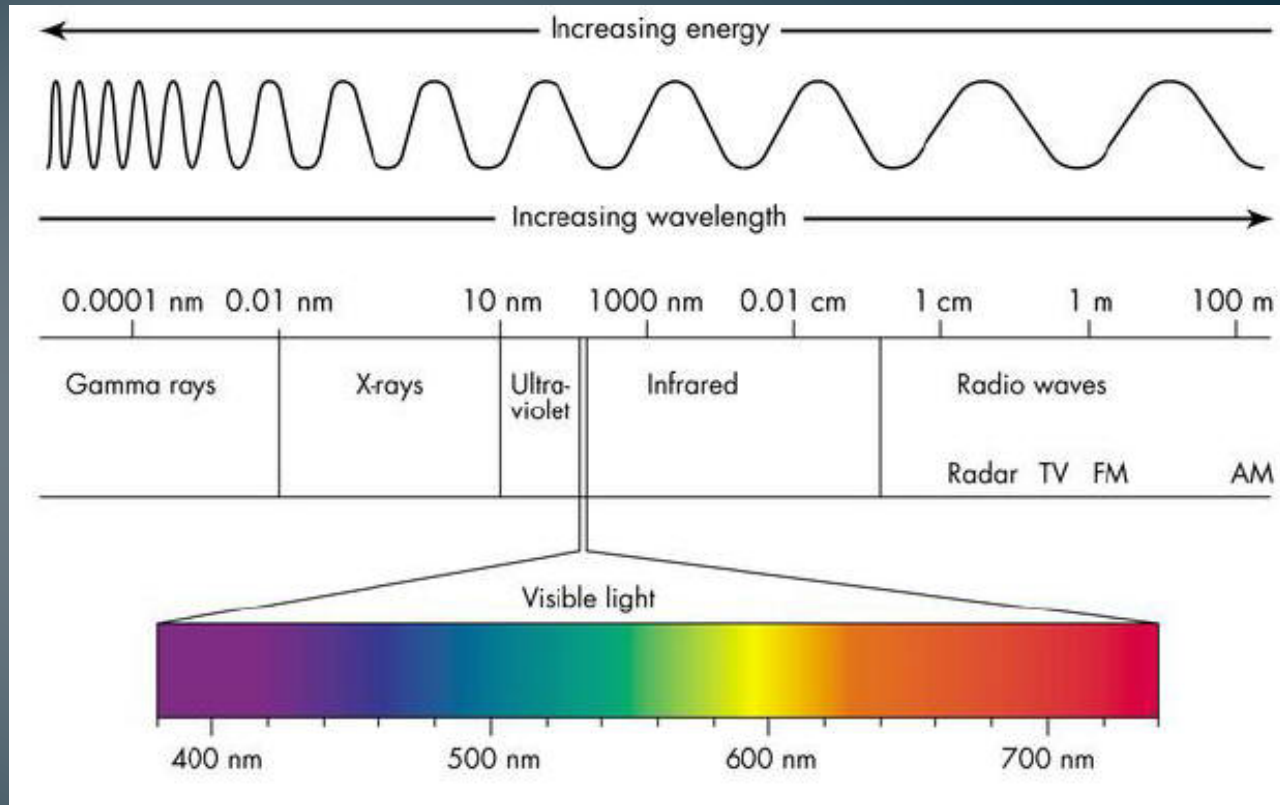 Increasing energy
Increasing wavelength
0.0001 nm 0.01 nm 10 nm 1000 nm 0.01 cm 1 cm 1 m 100 m
Gamma rays X-rays Ultra- Infrared Radio waves
violet
Radar TV FM AM
Visible light
400 nm 500 nm 600 nm 700 nm